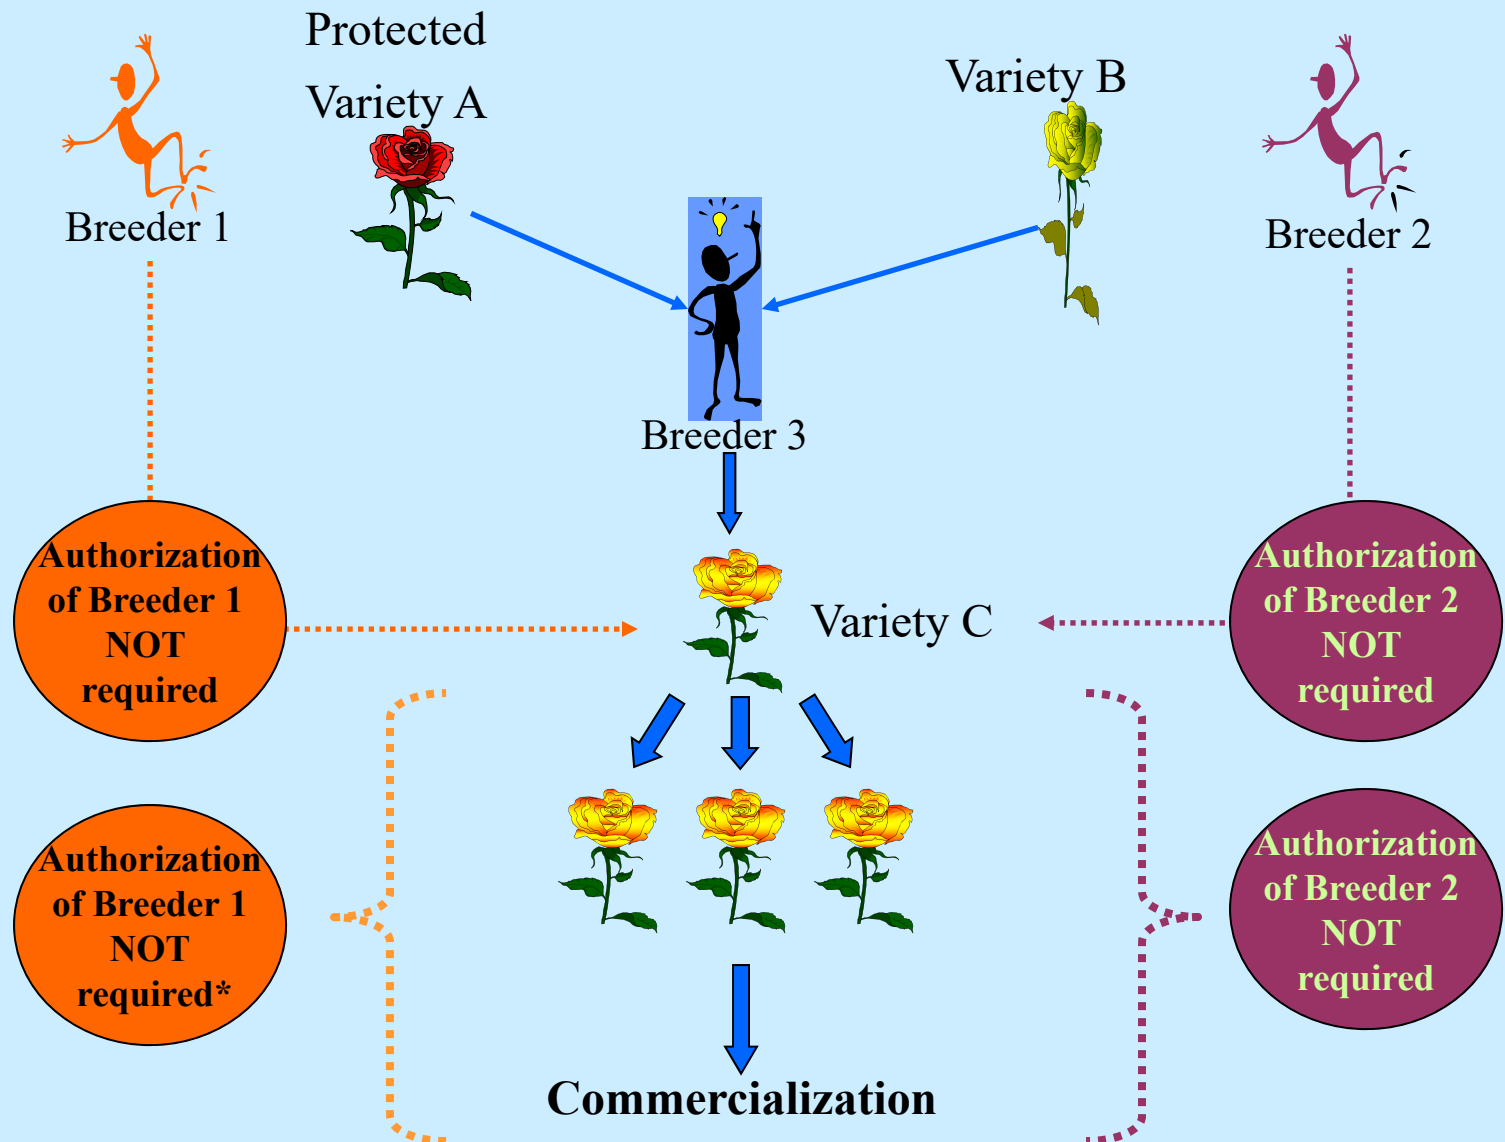 Protected
Variety A
Variety B
Breeder 1
Breeder 2
Breeder 3
Authorization
of Breeder 1
NOT
required
Variety C
Authorization
of Breeder 2
NOT
required
Authorization
of Breeder 1
NOT
required*
Authorization
of Breeder 2
NOT
required
Commercialization